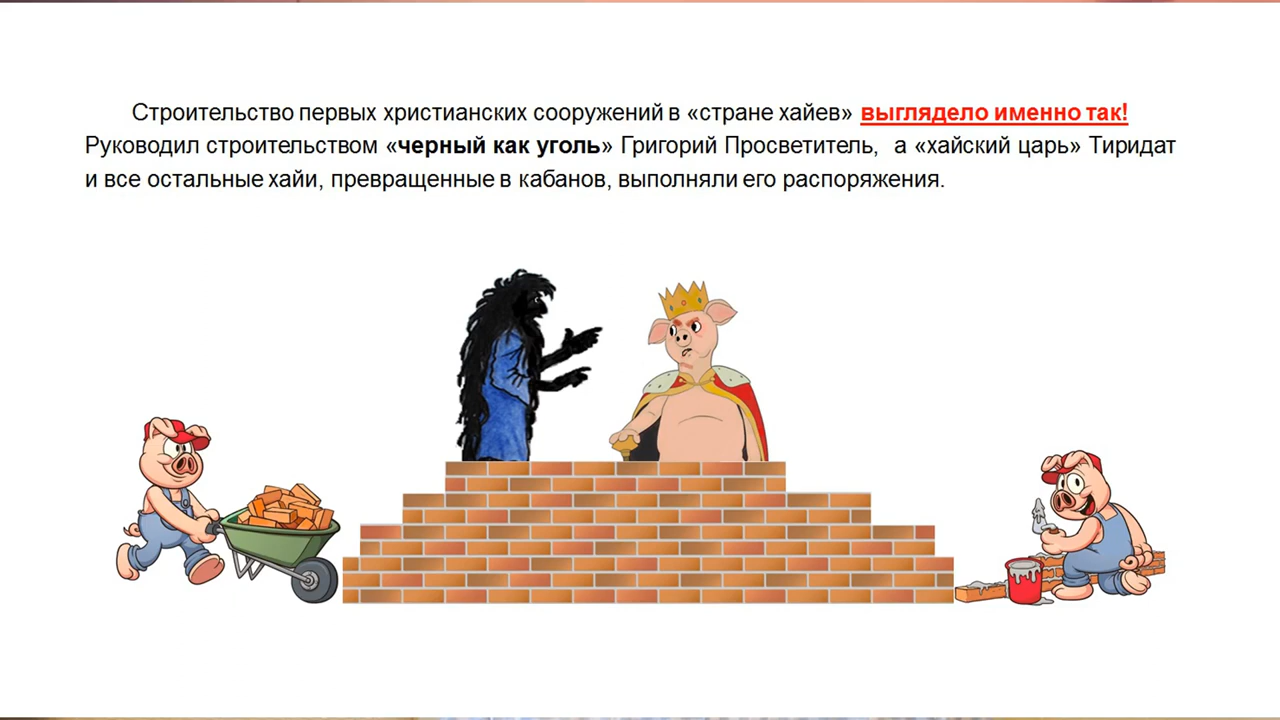 Строительство первых христианских сооружений в «стране хайев» выглядело именно так!
Руководил строительством «черный как уголь» Григорий Просветитель, а «хайский царь» Тиридат
и все остальные хайи, превращенные в кабанов, выполняли его распоряжения.